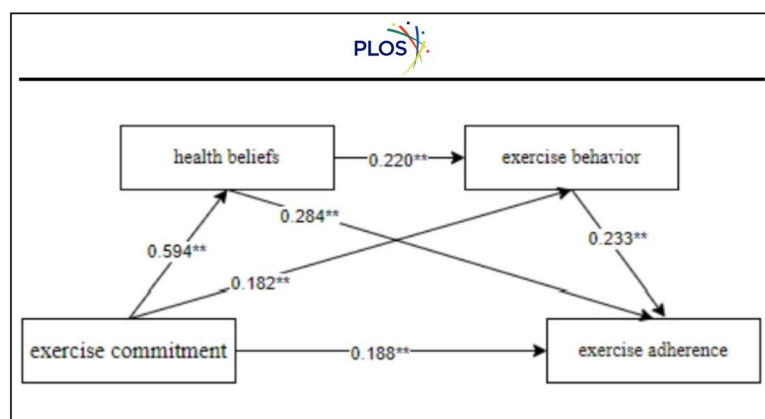 PLOS
health beliefs
0.220**
exercise behavior
0.284**
0.594**
0.233**
0.182**
exercise commitment
0.188**
exercise adherence